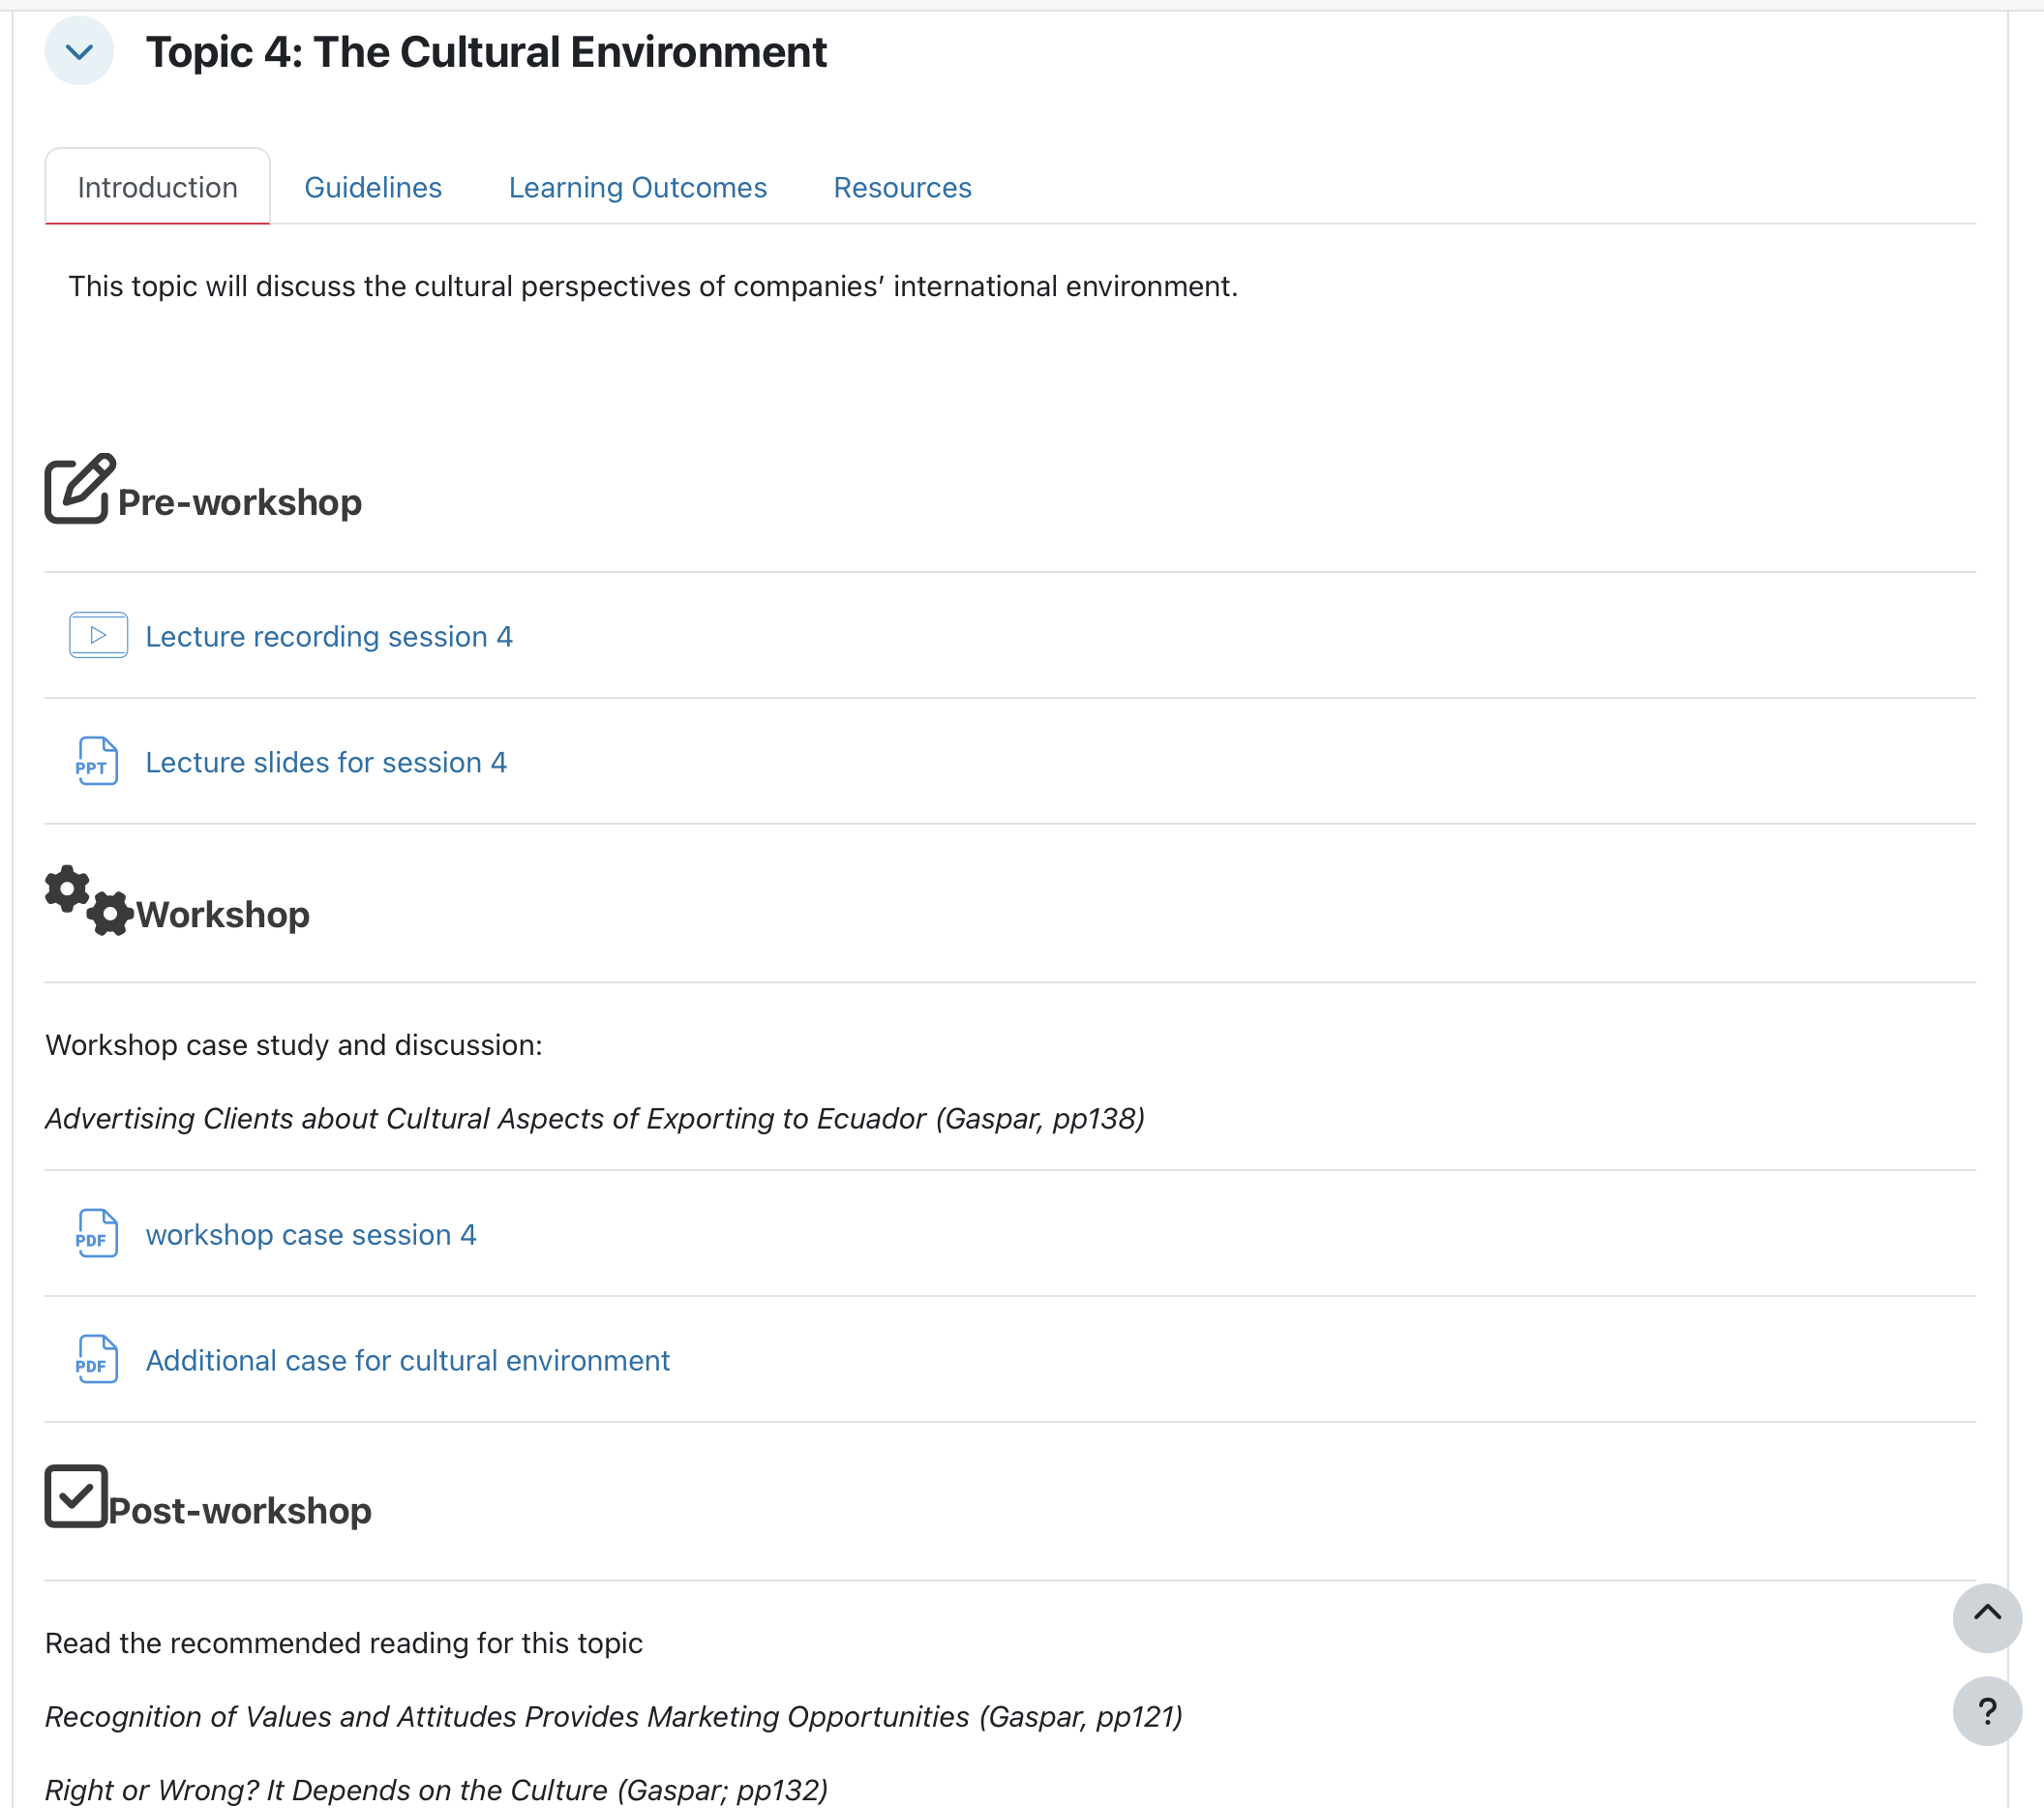 Topic 4: The Cultural Environment
Introduction
Guidelines
Learning Outcomes
Resources
This topic will discuss the cultural perspectives of companies’ international environment.
Pre-workshop
Lecture recording session 4
PPT
Lecture slides for session 4
Workshop
Workshop case study and discussion:
Advertising Clients about Cultural Aspects of Exporting to Ecuador (Gaspar, pp138)
PDF
workshop case session 4
PDF
Additional case for cultural environment
Post-workshop
Read the recommended reading for this topic
Recognition of Values and Attitudes Provides Marketing Opportunities (Gaspar, pp121)
?
Right or Wrong? It Depends on the Culture (Gaspar; pp132)